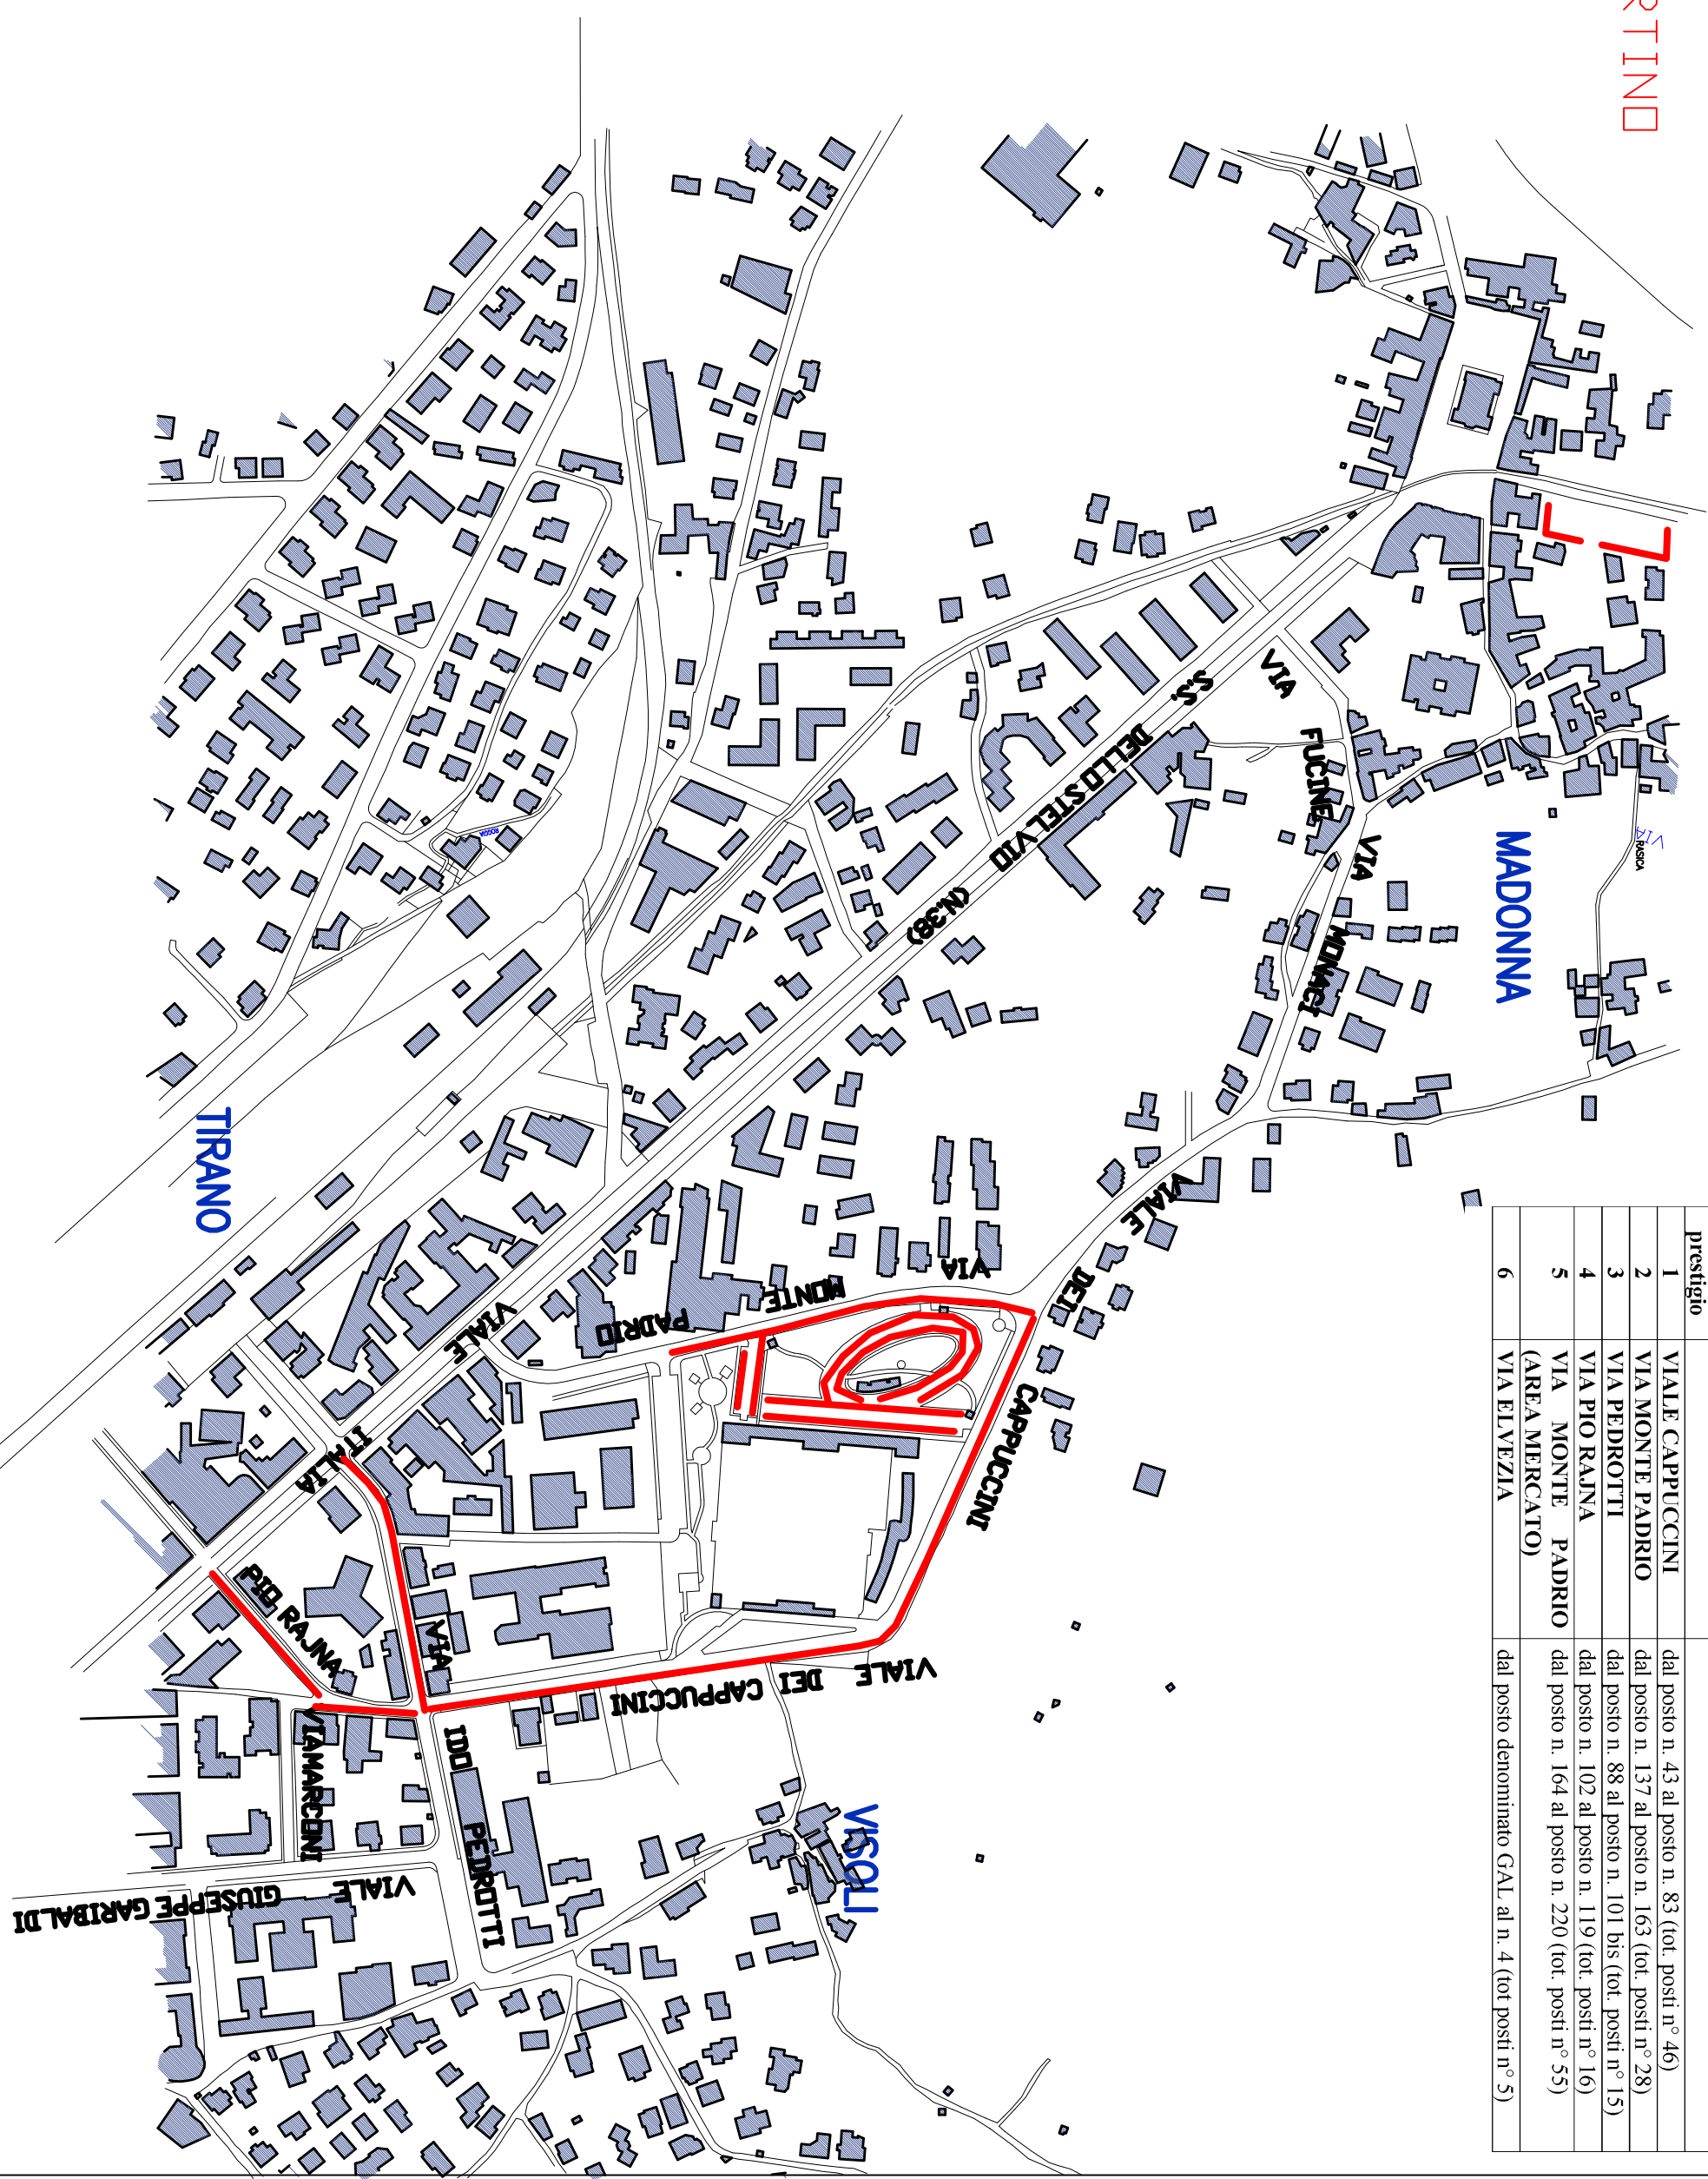 RTINO
prestigio
1 VIALE CAPPUCCINI dal posto n. 43 al posto n. 83 (tot. posti n° 46)
2 VIA MONTE PADRIO dal posto n. 137 al posto n. 163 (tot. posti n° 28)
3 VIA PEDROTTI dal posto n. 88 al posto n. 101 bis (tot. posti n° 15)
4 VIA PIO RAJNA dal posto n. 102 al posto n. 119 (tot. posti n° 16)
5 VIA MONTE PADRIO dal posto n. 164 al posto n. 220 (tot. posti n° 55)
(AREA MERCATO)
6 VIA ELVEZIA dal posto denominato GAL al n. 4 (tot posti n° 5)
VIA
RASICA
MADONNA
VIA
FUCINE
VIA
MONACI
S.S.
DELLO STELVIO
(N.38)
ROGGIA
TIRANO
VIALE
DEI
CAPPUCCINI
VIA
MONTE
PADRIO
VIALE
ITALIA
PIO RAJNA
VIA
VIALE DEI CAPPUCCINI
VIA MARCONI
IDO
PEDROTTI
VISOLI
VIALE
GIUSEPPE GARIBALDI